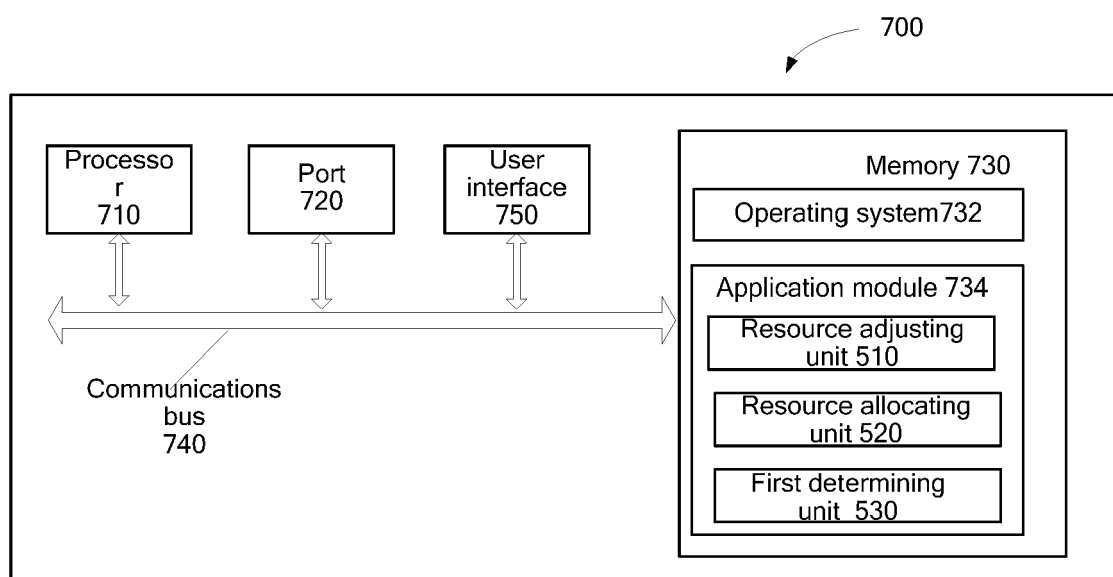 700
Processo
r
710
Port
720
User
interface
750
Memory 730
Operating system732
Application module 734
Resource adjusting
unit 510
Resource allocating
unit 520
First determining
unit 530
Communications
bus
740